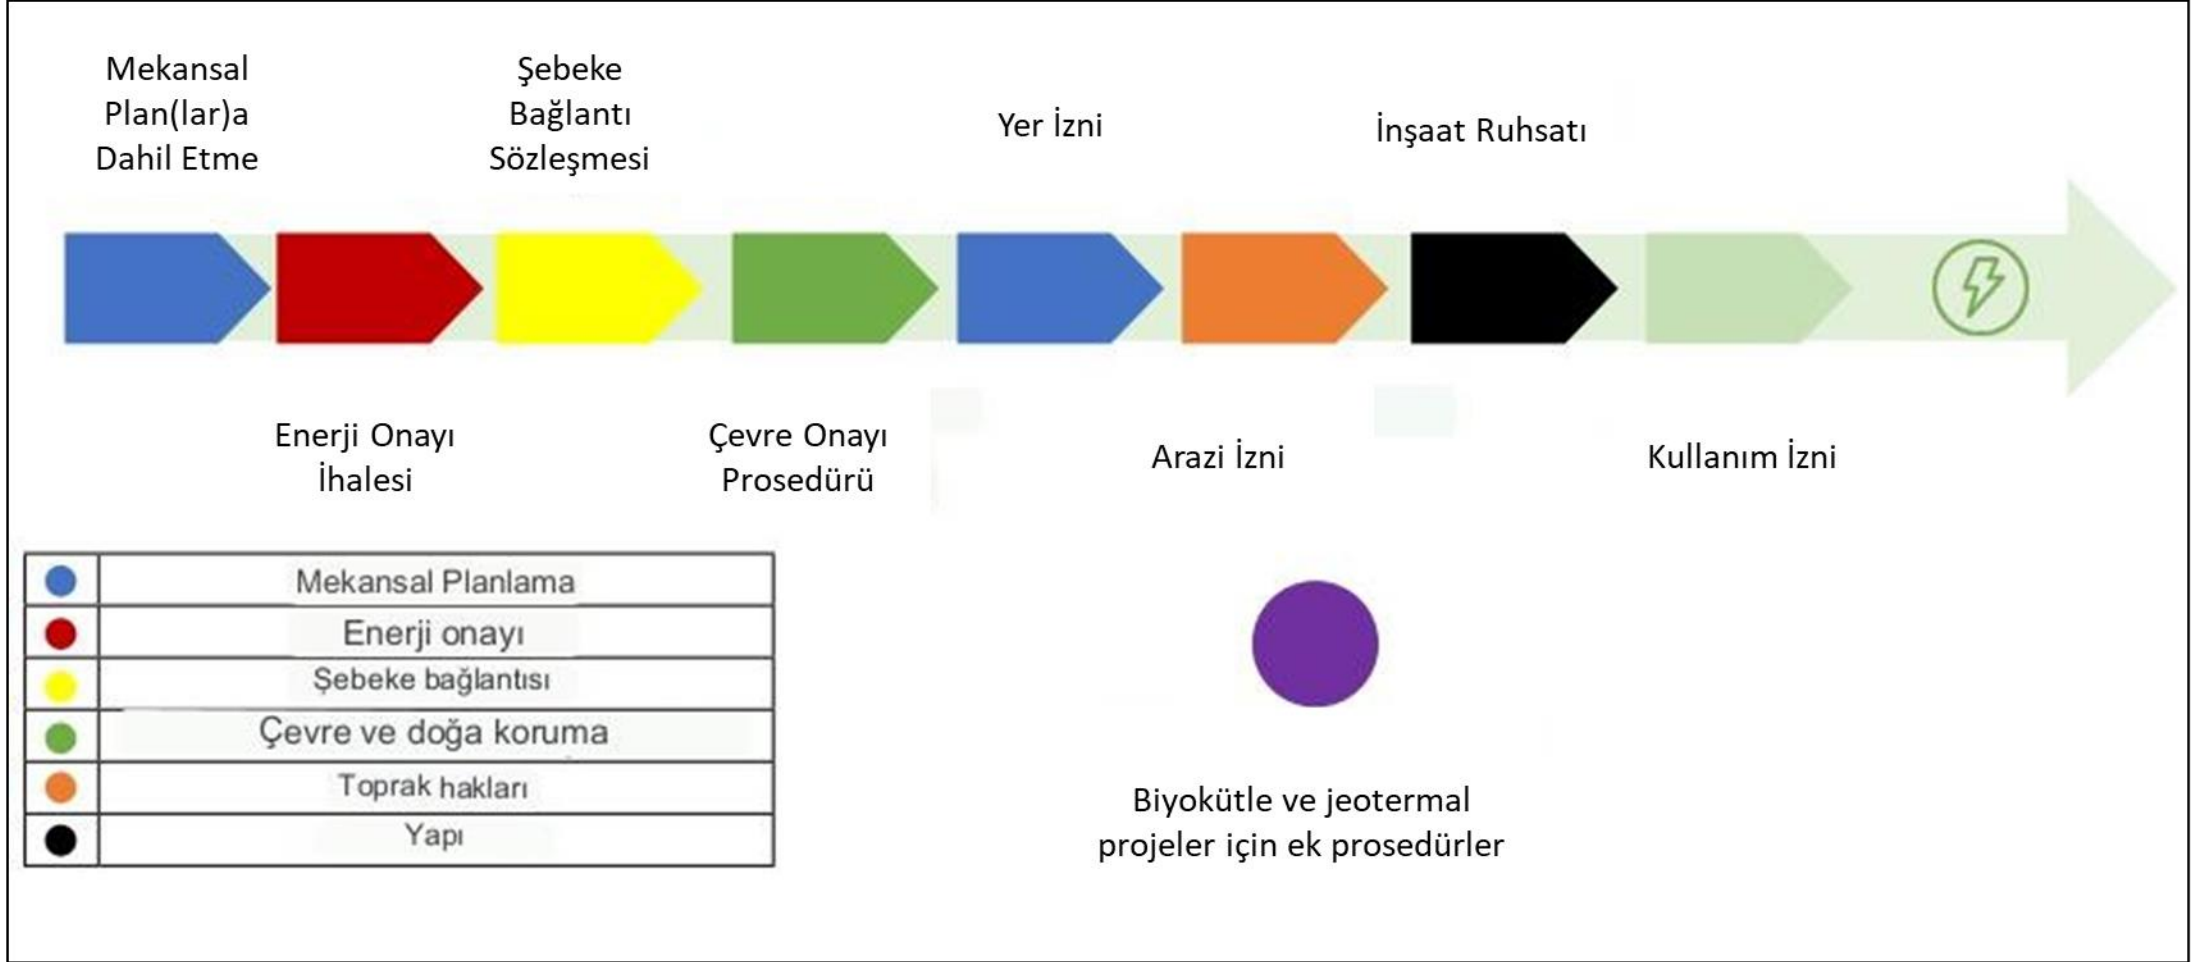 Mekansal
Plan(lar)a
Dahil Etme
Şebeke
Bağlantı
Sözleşmesi
Yer İzni
İnşaat Ruhsatı
Enerji Onayı
İhalesi
Çevre Onayı
Prosedürü
Arazi İzni
Kullanım İzni
Mekansal Planlama
Enerji onayı
Şebeke bağlantısı
Çevre ve doğa koruma
Toprak hakları
Yapı
Biyokütle ve jeotermal
projeler için ek prosedürler